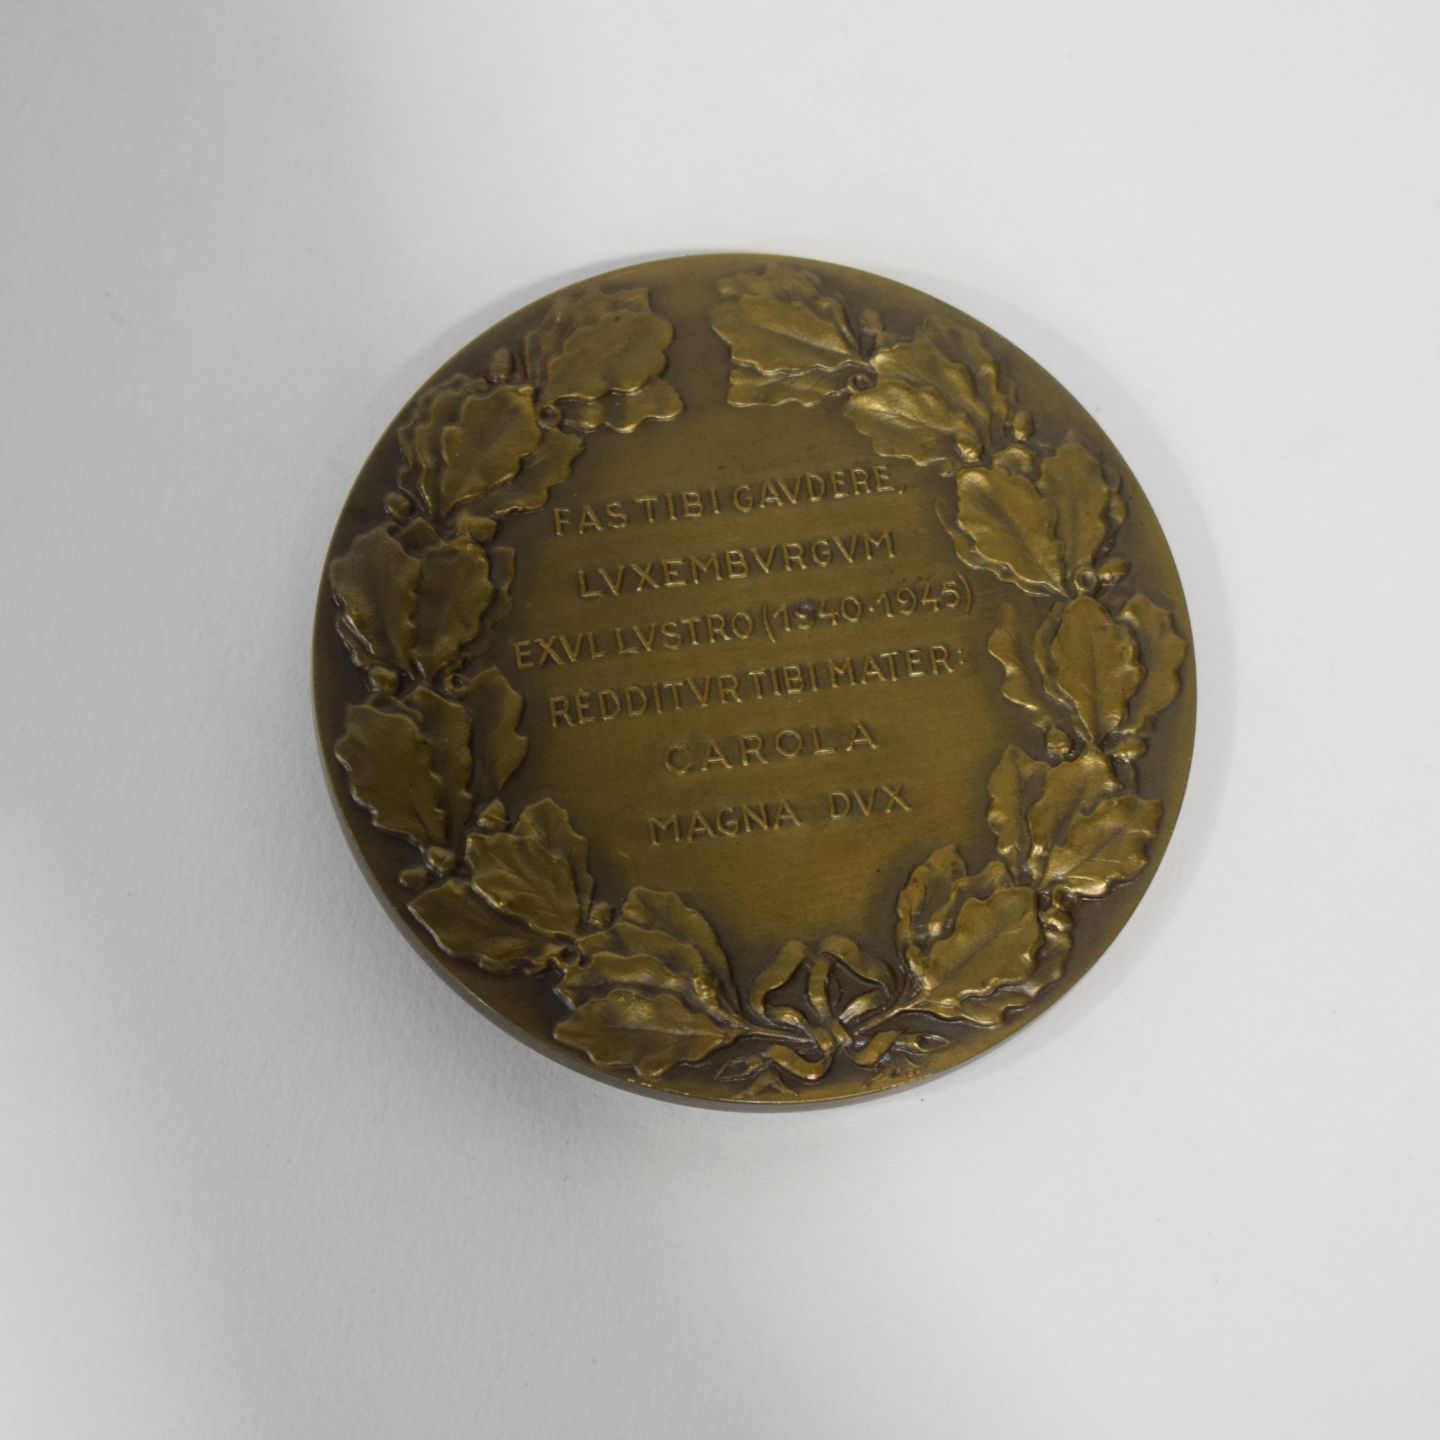 FAS TIBI GAVDERE,
LVXEMBVRGVM
EXVL LVSTRO (1940-1945)
REDDITVR TIBI MATER:
CAROLA
MAGNA DVX